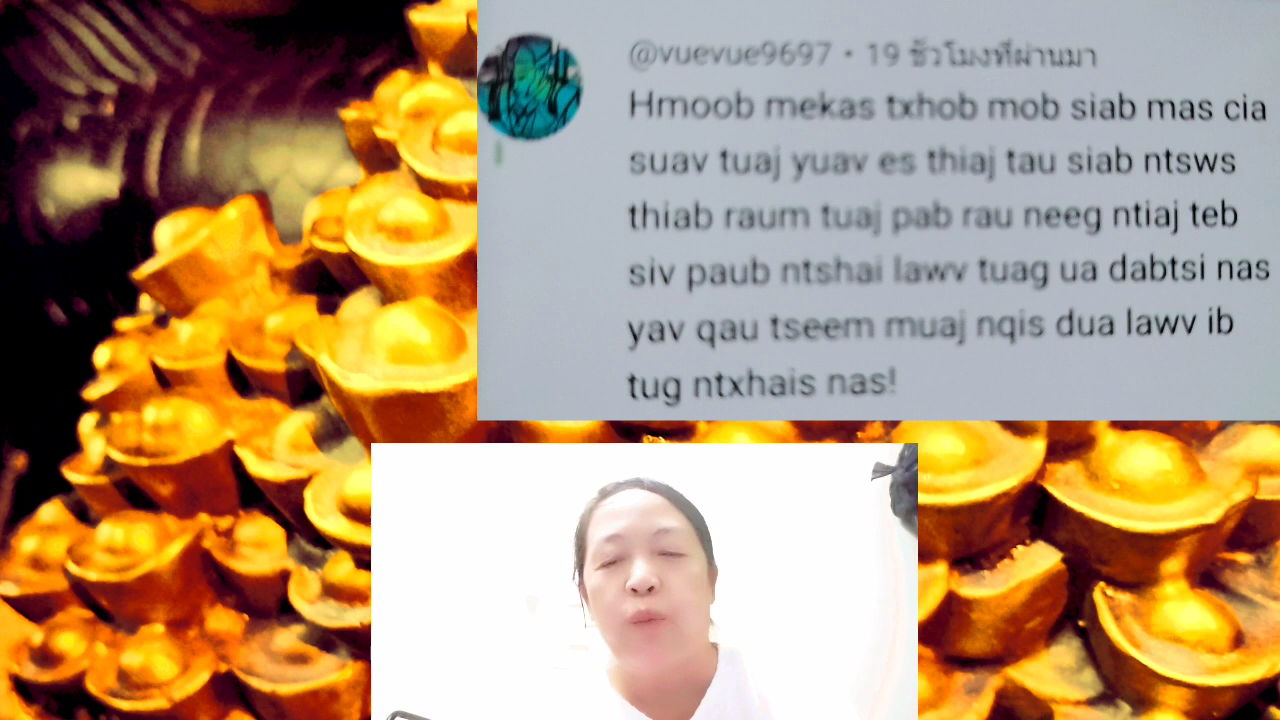 @vuevue9697 • 19 ชั่วโมงที่ผ่านมา
Hmoob mekas txhob mob siab mas cia
suav tuaj yuav es thiaj tau siab ntsws
thiab raum tuaj pab rau neeg ntiaj teb
siv paub ntshai lawv tuag ua dabtsi nas
yav qau tseem muaj nqis dua lawv ib
tug ntxhais nas!